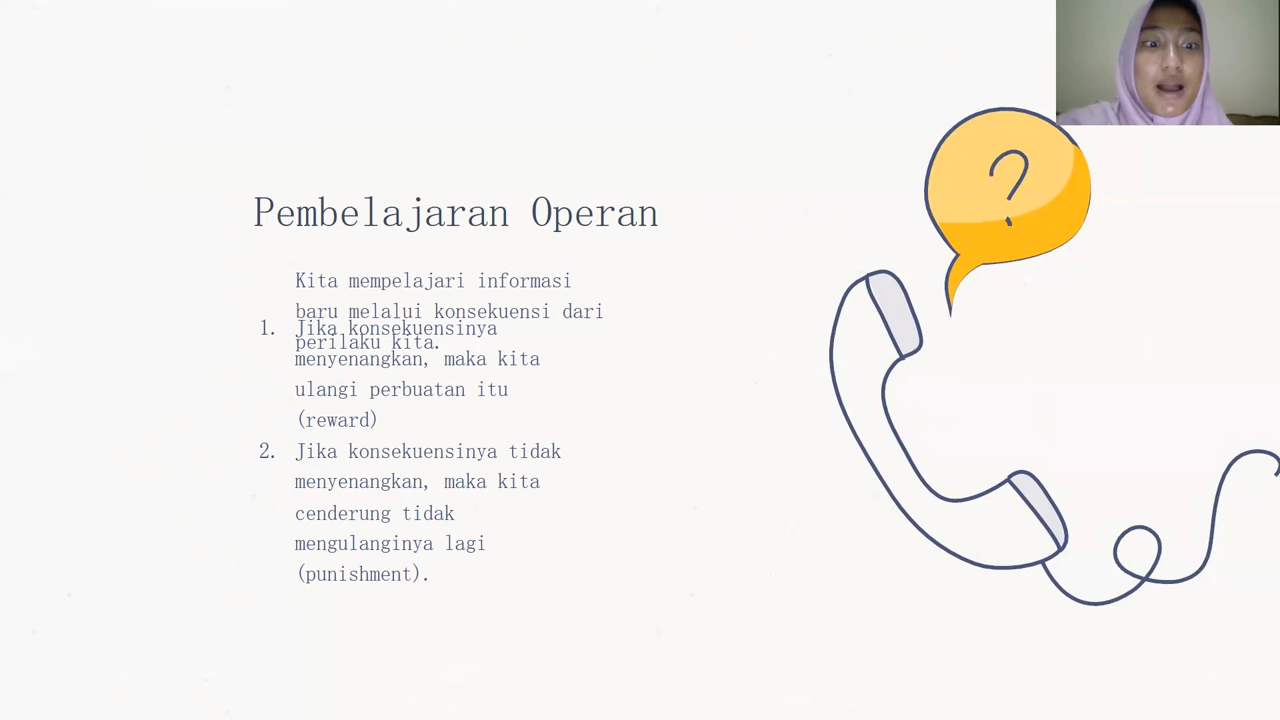 Pembelajaran Operan
Kita mempelajari informasi
baru melalui konsekuensi dari
perilaku kita.
1. Jika konsekuensinya
menyenangkan, maka kita
ulangi perbuatan itu
(reward)
2. Jika konsekuensinya tidak
menyenangkan, maka kita
cenderung tidak
mengulanginya lagi
(punishment).
?